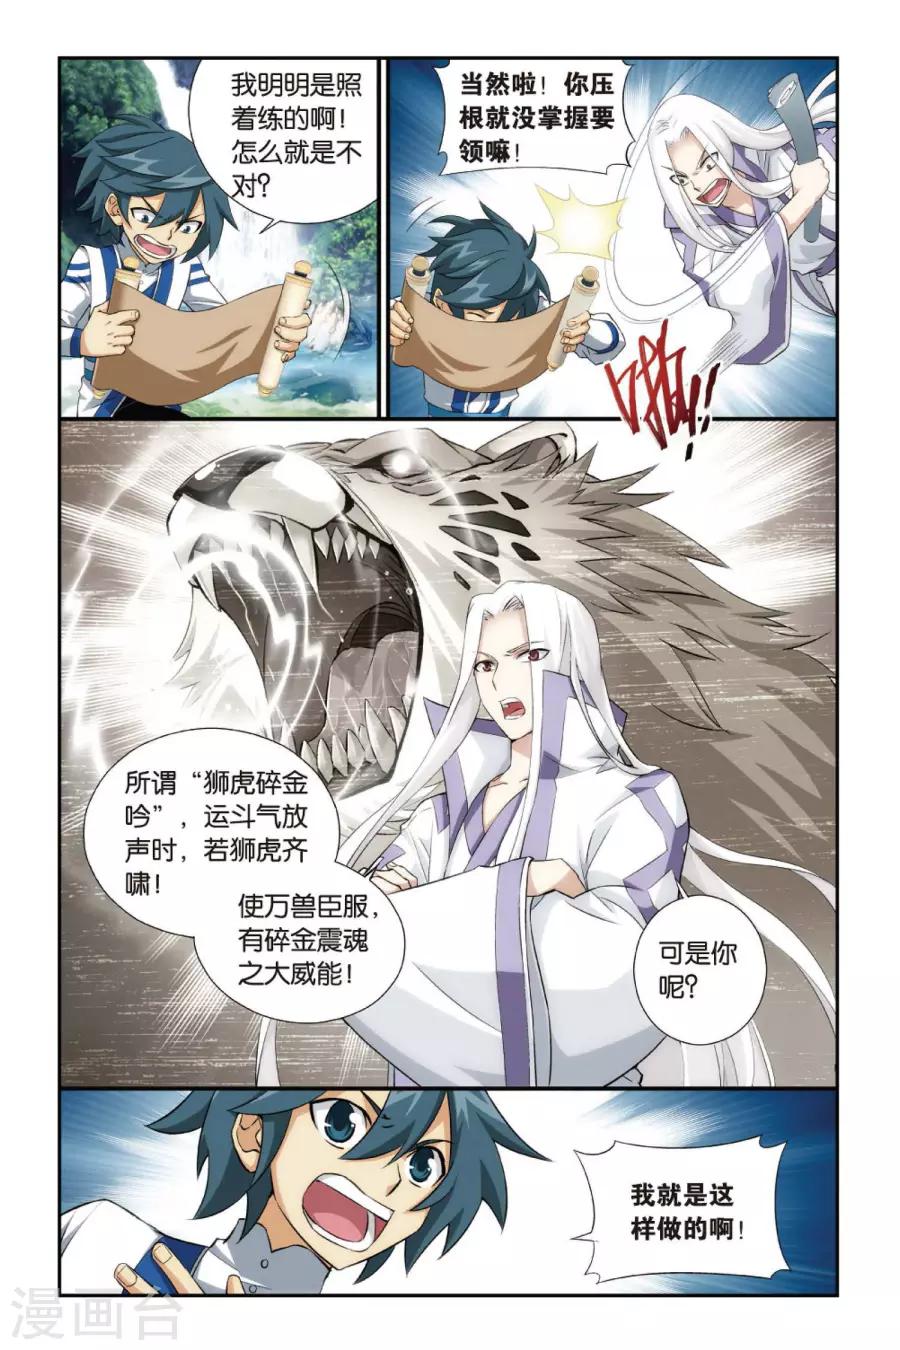 我明明是照
着练的啊！
怎么就是不
对？
当然啦！你压
根就没掌握要
领嘛！
啪!!
所谓“狮虎碎金
吟”，运斗气放
声时，若狮虎齐
啸！
使万兽臣服，
有碎金震魂
之大威能！
可是你
呢？
我就是这
样做的啊！
漫画台